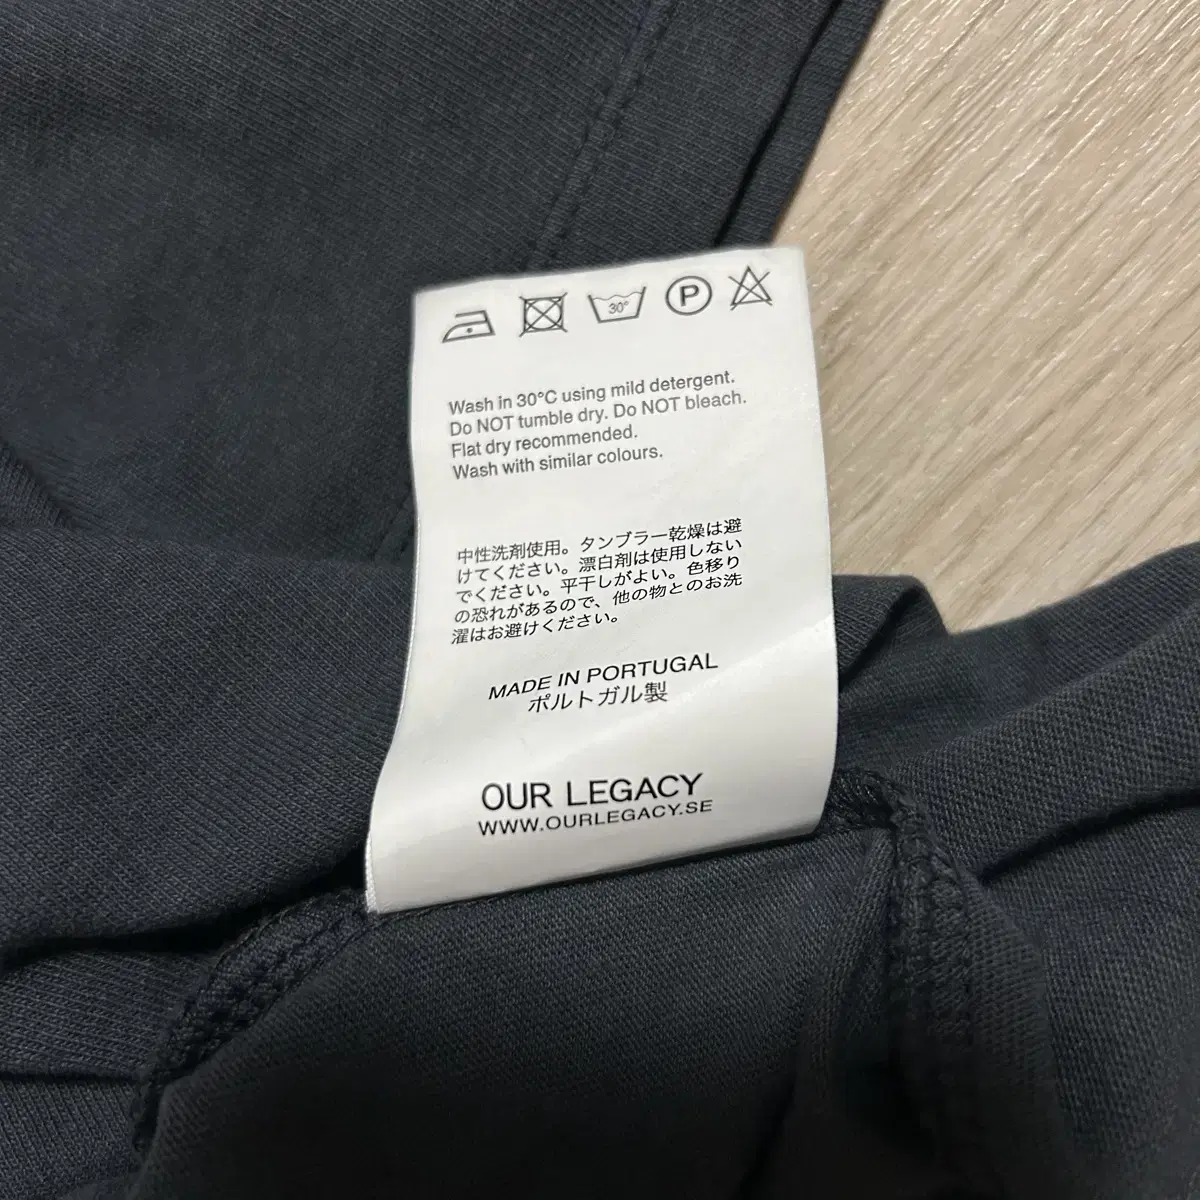 30°
P
Wash in 30°C using mild detergent.
Do NOT tumble dry. Do NOT bleach.
Flat dry recommended.
Wash with similar colours.
中性洗剤使用。タンブラー乾燥は避
けてください。漂白剤は使用しない
でください。平干しがよい。色移り
の恐れがあるので、他の物とのお洗
濯はお避けください。
MADE IN PORTUGAL
ポルトガル製
OUR LEGACY
WWW.OURLEGACY.SE